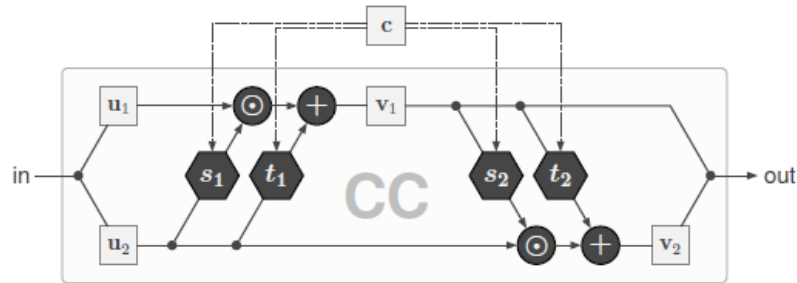 c
u₁ ⊙ + v₁
in s₁ t₁ CC s₂ t₂ out
u₂ ⊙ + v₂